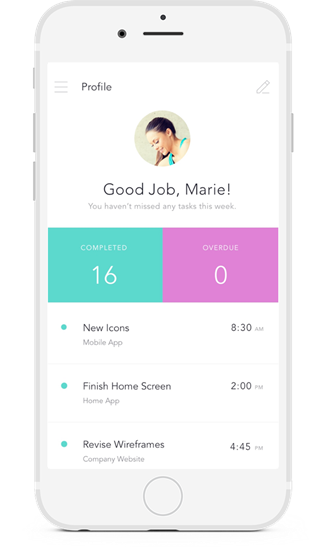 Profile
Good Job, Marie!
You haven't missed any tasks this week.
COMPLETED
16
OVERDUE
0
New Icons
8:30 AM
Mobile App
Finish Home Screen
2:00 PM
Home App
Revise Wireframes
4:45 PM
Company Website